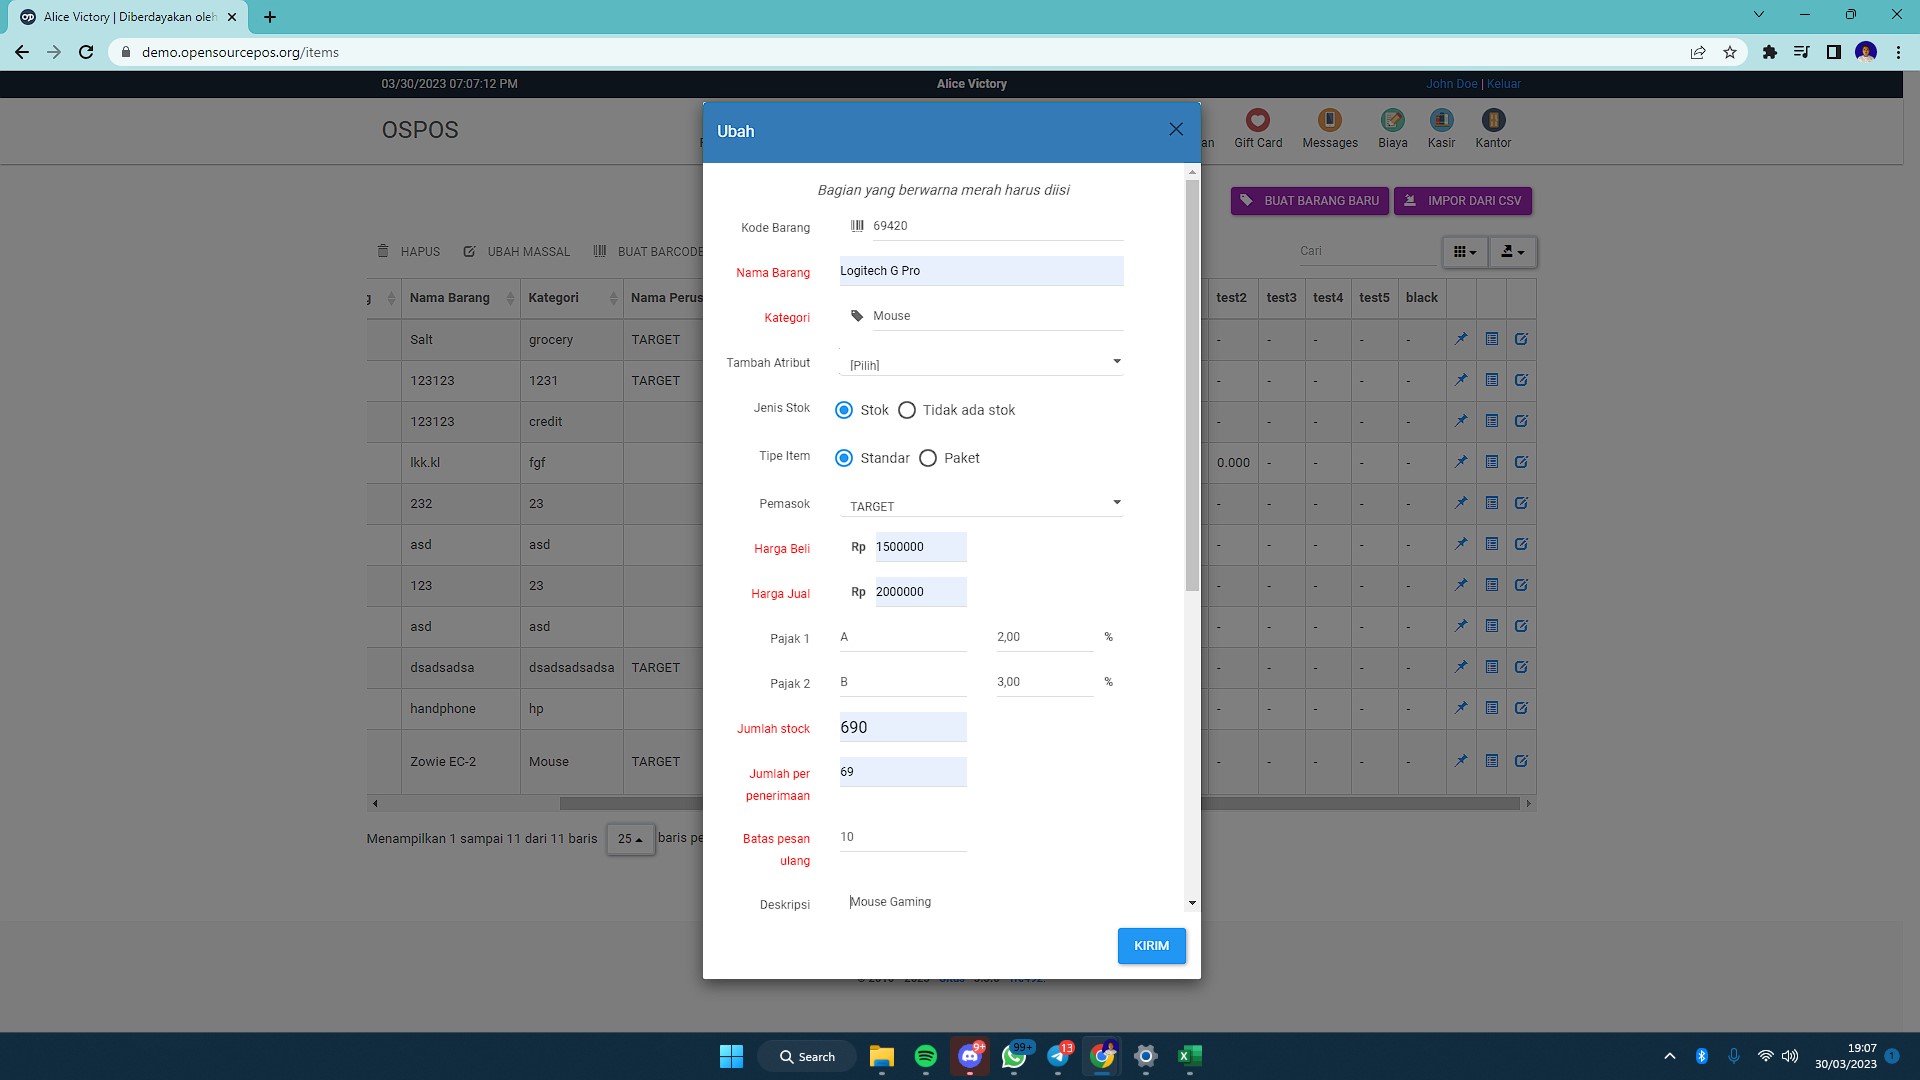 Alice Victory | Diberdayakan oleh
demo.opensourcepos.org/items
03/30/2023 07:07:12 PM
Alice Victory
John Doe | Keluar
OSPOS
Gift Card
Messages
Biaya
Kasir
Kantor
BUAT BARANG BARU
IMPOR DARI CSV
HAPUS
UBAH MASSAL
BUAT BARCODE
Cari
Nama Barang Kategori Nama Perus test2 test3 test4 test5 black
Salt grocery TARGET - - - - -
123123 1231 TARGET - - - - -
123123 credit - - - - -
lkk.kl fgf 0.000 - - - -
232 23 - - - - -
asd asd - - - - -
123 23 - - - - -
asd asd - - - - -
dsadsadsa dsadsadsadsa TARGET - - - - -
handphone hp - - - - -
Zowie EC-2 Mouse TARGET - - - - -
Menampilkan 1 sampai 11 dari 11 baris 25 baris pe
Ubah
Bagian yang berwarna merah harus diisi
Kode Barang 69420
Nama Barang Logitech G Pro
Kategori Mouse
Tambah Atribut [Pilih]
Jenis Stok Stok Tidak ada stok
Tipe Item Standar Paket
Pemasok TARGET
Harga Beli Rp 1500000
Harga Jual Rp 2000000
Pajak 1 A 2,00 %
Pajak 2 B 3,00 %
Jumlah stock 690
Jumlah per penerimaan 69
Batas pesan ulang 10
Deskripsi Mouse Gaming
KIRIM
Search
9+
99+
13
19:07
30/03/2023
1